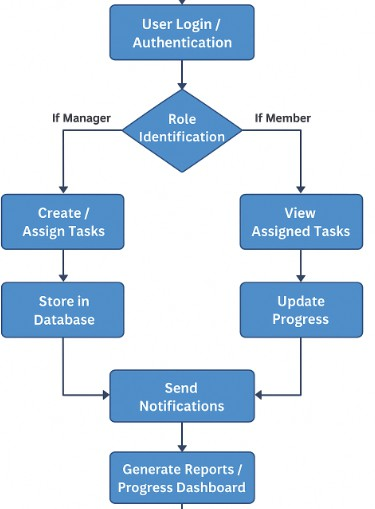 User Login /
Authentication
Role
Identification
If Manager
If Member
Create /
Assign Tasks
View
Assigned Tasks
Store in
Database
Update
Progress
Send
Notifications
Generate Reports /
Progress Dashboard